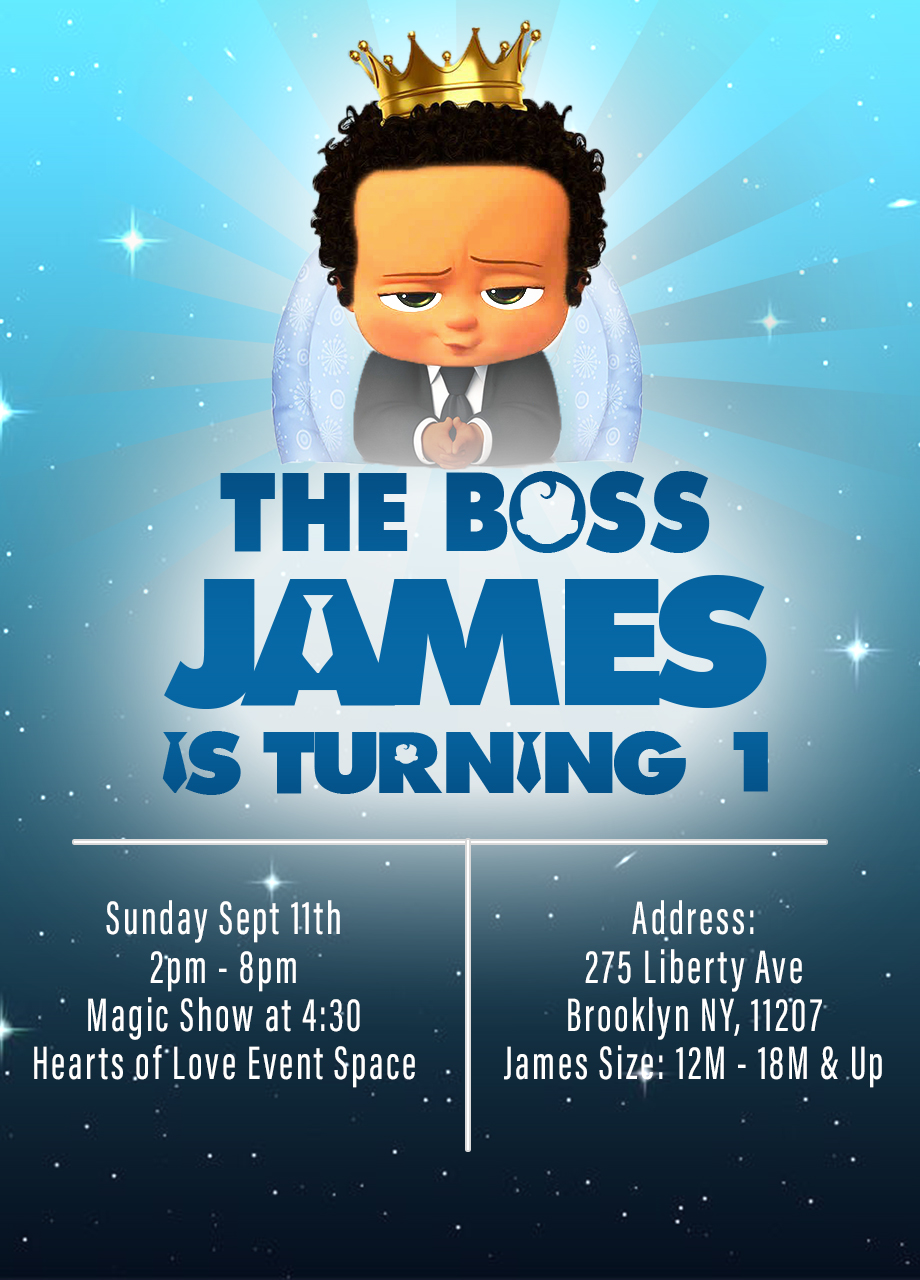 THE BOSS
JAMES
iS TURNiNG 1
Sunday Sept 11th
2pm - 8pm
Magic Show at 4:30
Hearts of Love Event Space
Address:
275 Liberty Ave
Brooklyn NY, 11207
James Size: 12M - 18M & Up